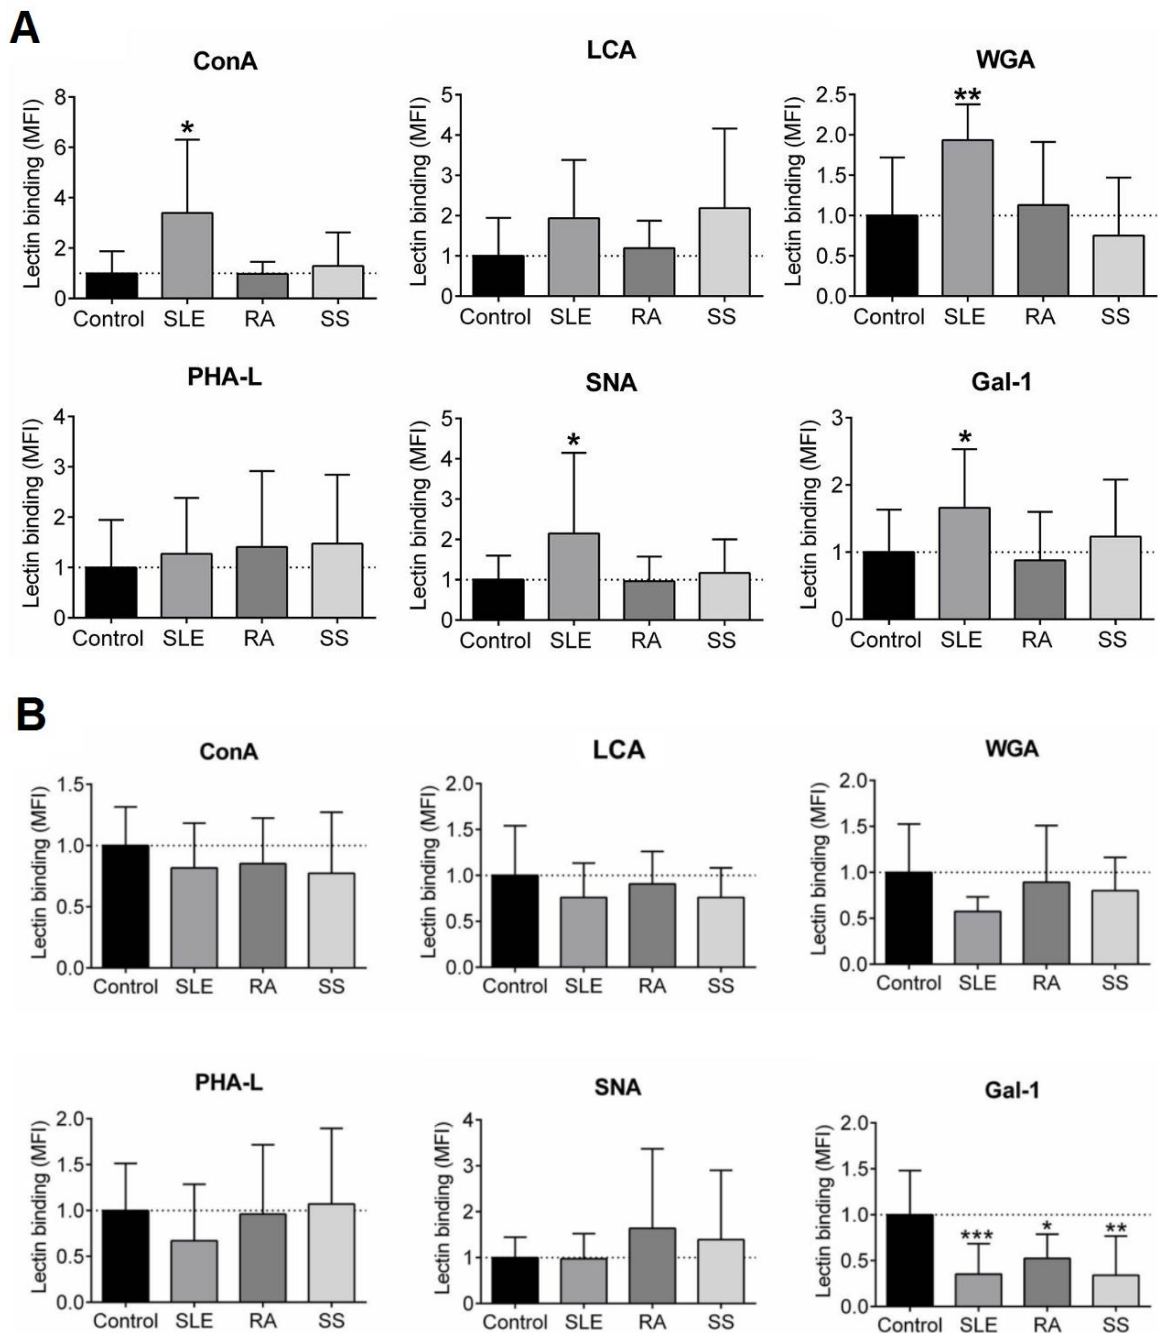 A
ConA
Lectin binding (MFI)
8
6
4
2
0
*
Control SLE RA SS
LCA
Lectin binding (MFI)
5
4
3
2
1
0
Control SLE RA SS
WGA
Lectin binding (MFI)
2.5
2.0
1.5
1.0
0.5
0.0
**
Control SLE RA SS
PHA-L
Lectin binding (MFI)
4
3
2
1
0
Control SLE RA SS
SNA
Lectin binding (MFI)
5
4
3
2
1
0
*
Control SLE RA SS
Gal-1
Lectin binding (MFI)
3
2
1
0
*
Control SLE RA SS
B
ConA
Lectin binding (MFI)
1.5
1.0
0.5
0.0
Control SLE RA SS
LCA
Lectin binding (MFI)
2.0
1.5
1.0
0.5
0.0
Control SLE RA SS
WGA
Lectin binding (MFI)
2.0
1.5
1.0
0.5
0.0
Control SLE RA SS
PHA-L
Lectin binding (MFI)
2.0
1.5
1.0
0.5
0.0
Control SLE RA SS
SNA
Lectin binding (MFI)
4
3
2
1
0
Control SLE RA SS
Gal-1
Lectin binding (MFI)
2.0
1.5
1.0
0.5
0.0
*** * **
Control SLE RA SS